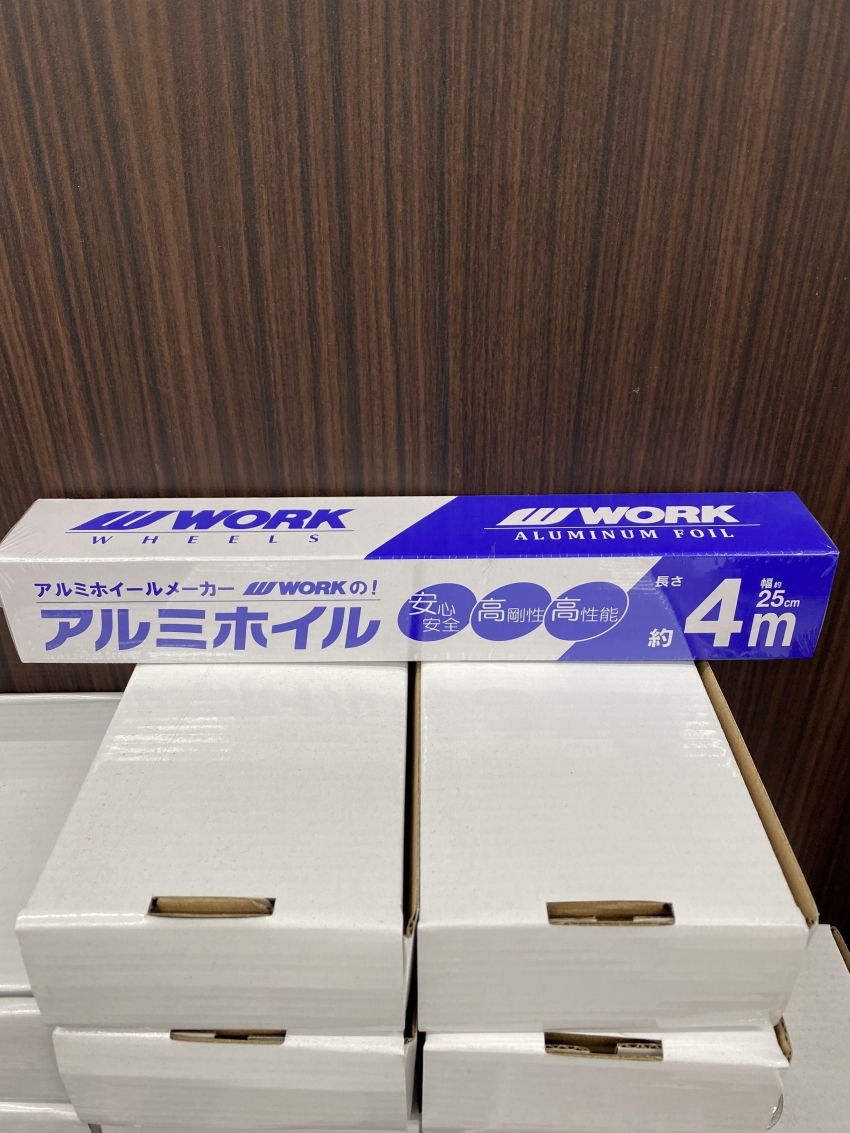 WORK
WHEELS
WORK
ALUMINUM FOIL
アルミホイールメーカー WORKの!
アルミホイル
安心
安全
高剛性
高性能
長さ
約4m
幅約
25cm